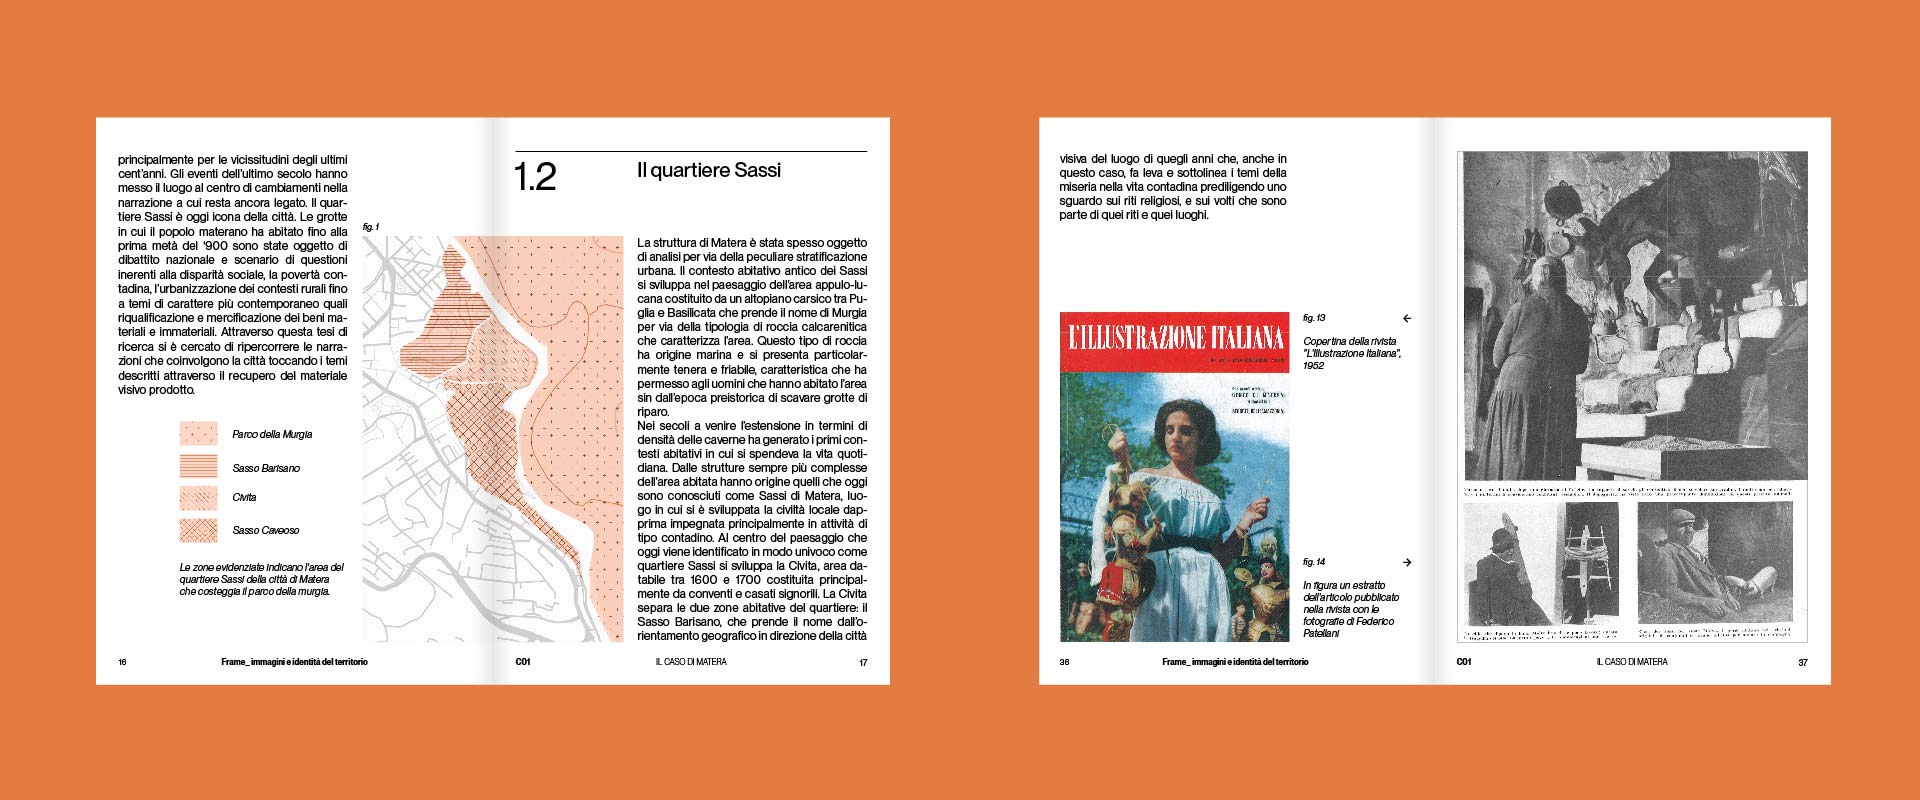 principalmente per le vicissitudini degli ultimi
cent'anni. Gli eventi dell'ultimo secolo hanno
messo il luogo al centro di cambiamenti nella
narrazione a cui resta ancora legato. Il quar-
tiere Sassi è oggi icona della città. Le grotte
in cui il popolo materano ha abitato fino alla
prima metà del '900 sono state oggetto di
dibattito nazionale e scenario di questioni
inerenti alla disparità sociale, la povertà con-
tadina, l'urbanizzazione dei contesti rurali fino
a temi di carattere più contemporaneo quali
riqualificazione e mercificazione dei beni ma-
teriali e immateriali. Attraverso questa tesi di
ricerca si è cercato di ripercorrere le narra-
zioni che coinvolgono la città toccando i temi
descritti attraverso il recupero del materiale
visivo prodotto.
Parco della Murgia
Sasso Barisano
Civita
Sasso Caveoso
Le zone evidenziate indicano l'area del
quartiere Sassi della città di Matera
che costeggia il parco della murgia.
fig. 1
16
Frame_ immagini e identità del territorio
1.2
Il quartiere Sassi
La struttura di Matera è stata spesso oggetto
di analisi per via della peculiare stratificazione
urbana. Il contesto abitativo antico dei Sassi
si sviluppa nel paesaggio dell'area appulo-lu-
cana costituito da un altopiano carsico tra Pu-
glia e Basilicata che prende il nome di Murgia
per via della tipologia di roccia calcarenitica
che caratterizza l'area. Questo tipo di roccia
ha origine marina e si presenta particolar-
mente tenera e friabile, caratteristica che ha
permesso agli uomini che hanno abitato l'area
sin dall'epoca preistorica di scavare grotte di
riparo.
Nei secoli a venire l'estensione in termini di
densità delle caverne ha generato i primi con-
testi abitativi in cui si spendeva la vita quoti-
diana. Dalle strutture sempre più complesse
dell'area abitata hanno origine quelli che oggi
sono conosciuti come Sassi di Matera, luo-
go in cui si è sviluppata la civiltà locale dap-
prima impegnata principalmente in attività di
tipo contadino. Al centro del paesaggio che
oggi viene identificato in modo univoco come
quartiere Sassi si sviluppa la Civita, area da-
tabile tra 1600 e 1700 costituita principal-
mente da conventi e casati signorili. La Civita
separa le due zone abitative del quartiere: il
Sasso Barisano, che prende il nome dall'o-
rientamento geografico in direzione della città
C01
IL CASO DI MATERA
17
visiva del luogo di quegli anni che, anche in
questo caso, fa leva e sottolinea i temi della
miseria nella vita contadina prediligendo uno
sguardo sui riti religiosi, e sui volti che sono
parte di quei riti e quei luoghi.
L'ILLUSTRAZIONE ITALIANA
fig. 13 ←
Copertina della rivista
"L'Illustrazione Italiana",
1952
fig. 14 →
In figura un estratto
dell'articolo pubblicato
nella rivista con le
fotografie di Federico
Patellani
36
Frame_ immagini e identità del territorio
C01
IL CASO DI MATERA
37